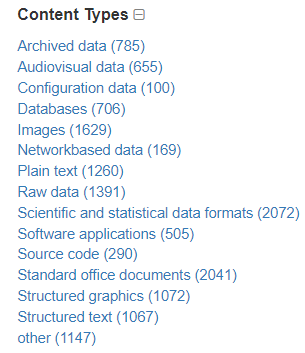 Content Types
Archived data (785)
Audiovisual data (655)
Configuration data (100)
Databases (706)
Images (1629)
Networkbased data (169)
Plain text (1260)
Raw data (1391)
Scientific and statistical data formats (2072)
Software applications (505)
Source code (290)
Standard office documents (2041)
Structured graphics (1072)
Structured text (1067)
other (1147)